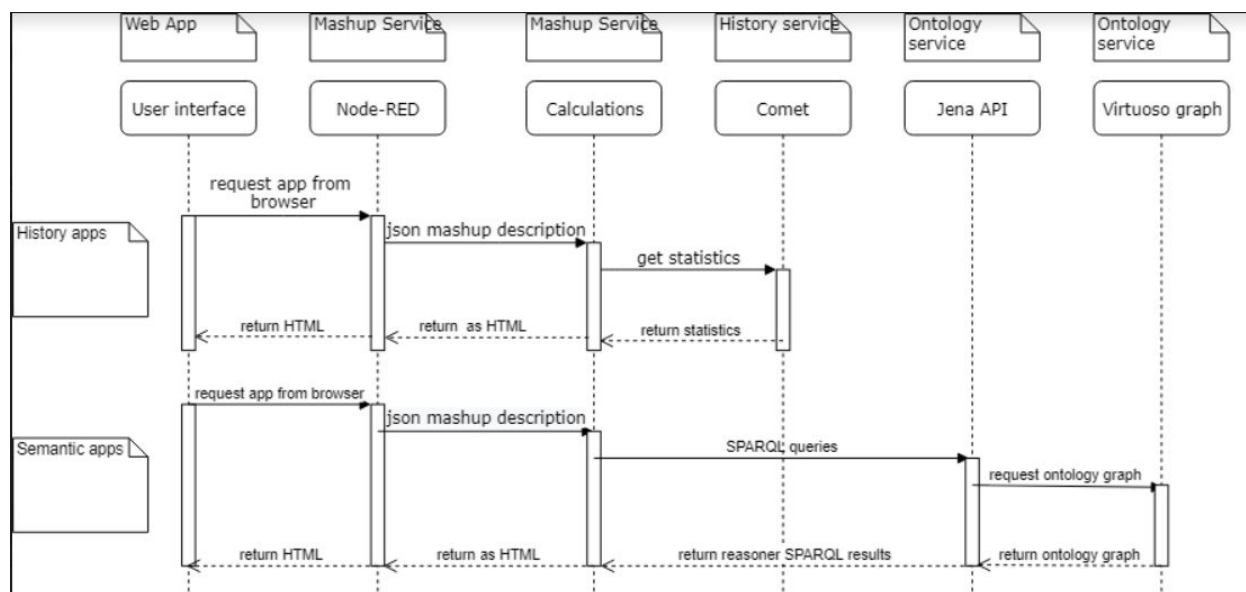 Web App
Mashup Service
Mashup Service
History service
Ontology
service
Ontology
service
User interface
Node-RED
Calculations
Comet
Jena API
Virtuoso graph
request app from
browser
History apps
json mashup description
get statistics
return HTML
return as HTML
return statistics
request app from browser
json mashup description
Semantic apps
SPARQL queries
request ontology graph
return HTML
return as HTML
return reasoner SPARQL results
return ontology graph